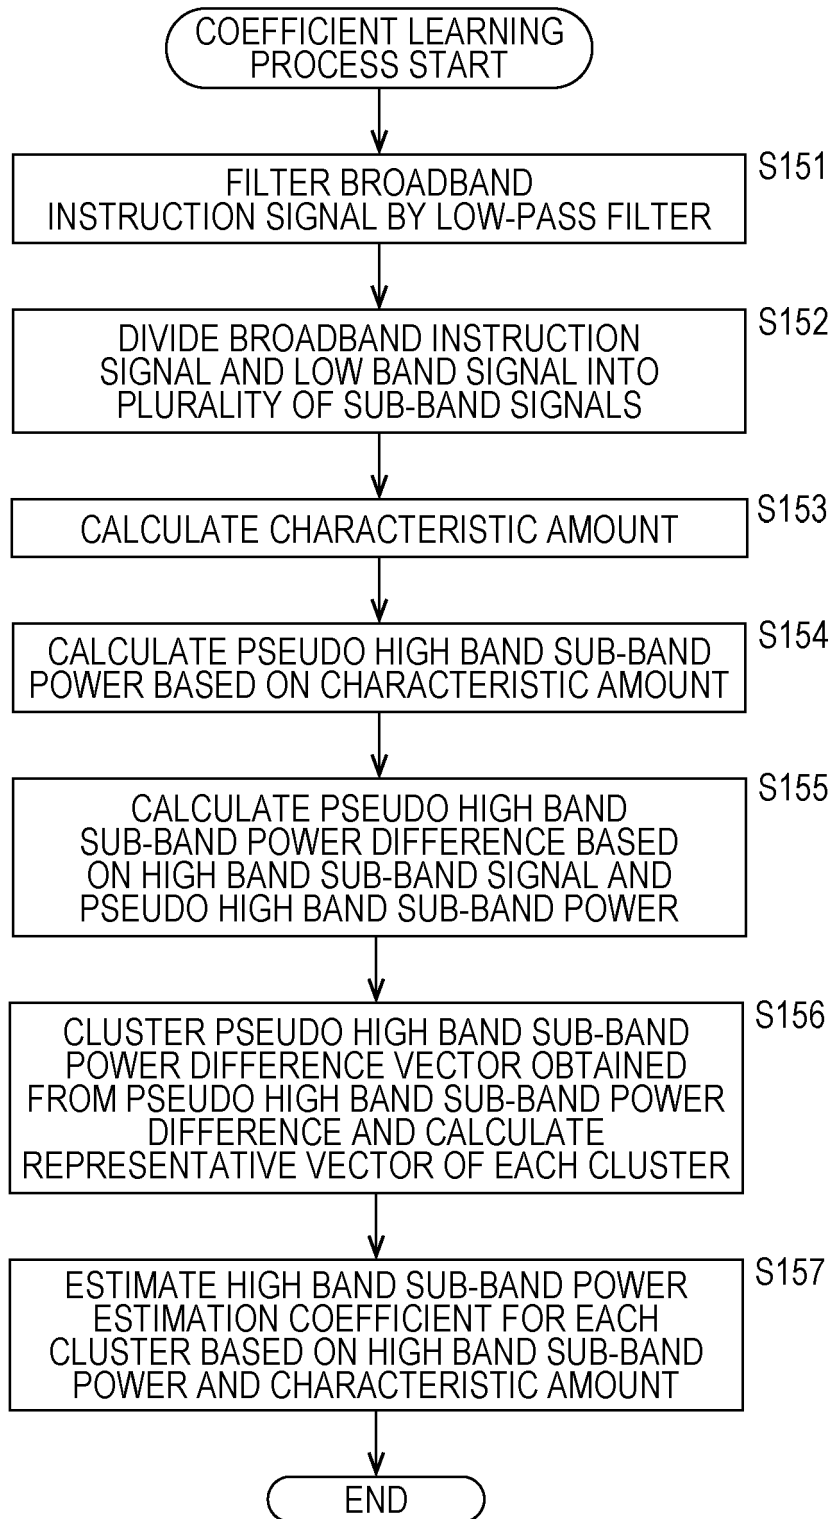 COEFFICIENT LEARNING
PROCESS START
S151
FILTER BROADBAND
INSTRUCTION SIGNAL BY LOW-PASS FILTER
S152
DIVIDE BROADBAND INSTRUCTION
SIGNAL AND LOW BAND SIGNAL INTO
PLURALITY OF SUB-BAND SIGNALS
S153
CALCULATE CHARACTERISTIC AMOUNT
S154
CALCULATE PSEUDO HIGH BAND SUB-BAND
POWER BASED ON CHARACTERISTIC AMOUNT
S155
CALCULATE PSEUDO HIGH BAND
SUB-BAND POWER DIFFERENCE BASED
ON HIGH BAND SUB-BAND SIGNAL AND
PSEUDO HIGH BAND SUB-BAND POWER
S156
CLUSTER PSEUDO HIGH BAND SUB-BAND
POWER DIFFERENCE VECTOR OBTAINED
FROM PSEUDO HIGH BAND SUB-BAND POWER
DIFFERENCE AND CALCULATE
REPRESENTATIVE VECTOR OF EACH CLUSTER
S157
ESTIMATE HIGH BAND SUB-BAND POWER
ESTIMATION COEFFICIENT FOR EACH
CLUSTER BASED ON HIGH BAND SUB-BAND
POWER AND CHARACTERISTIC AMOUNT
END